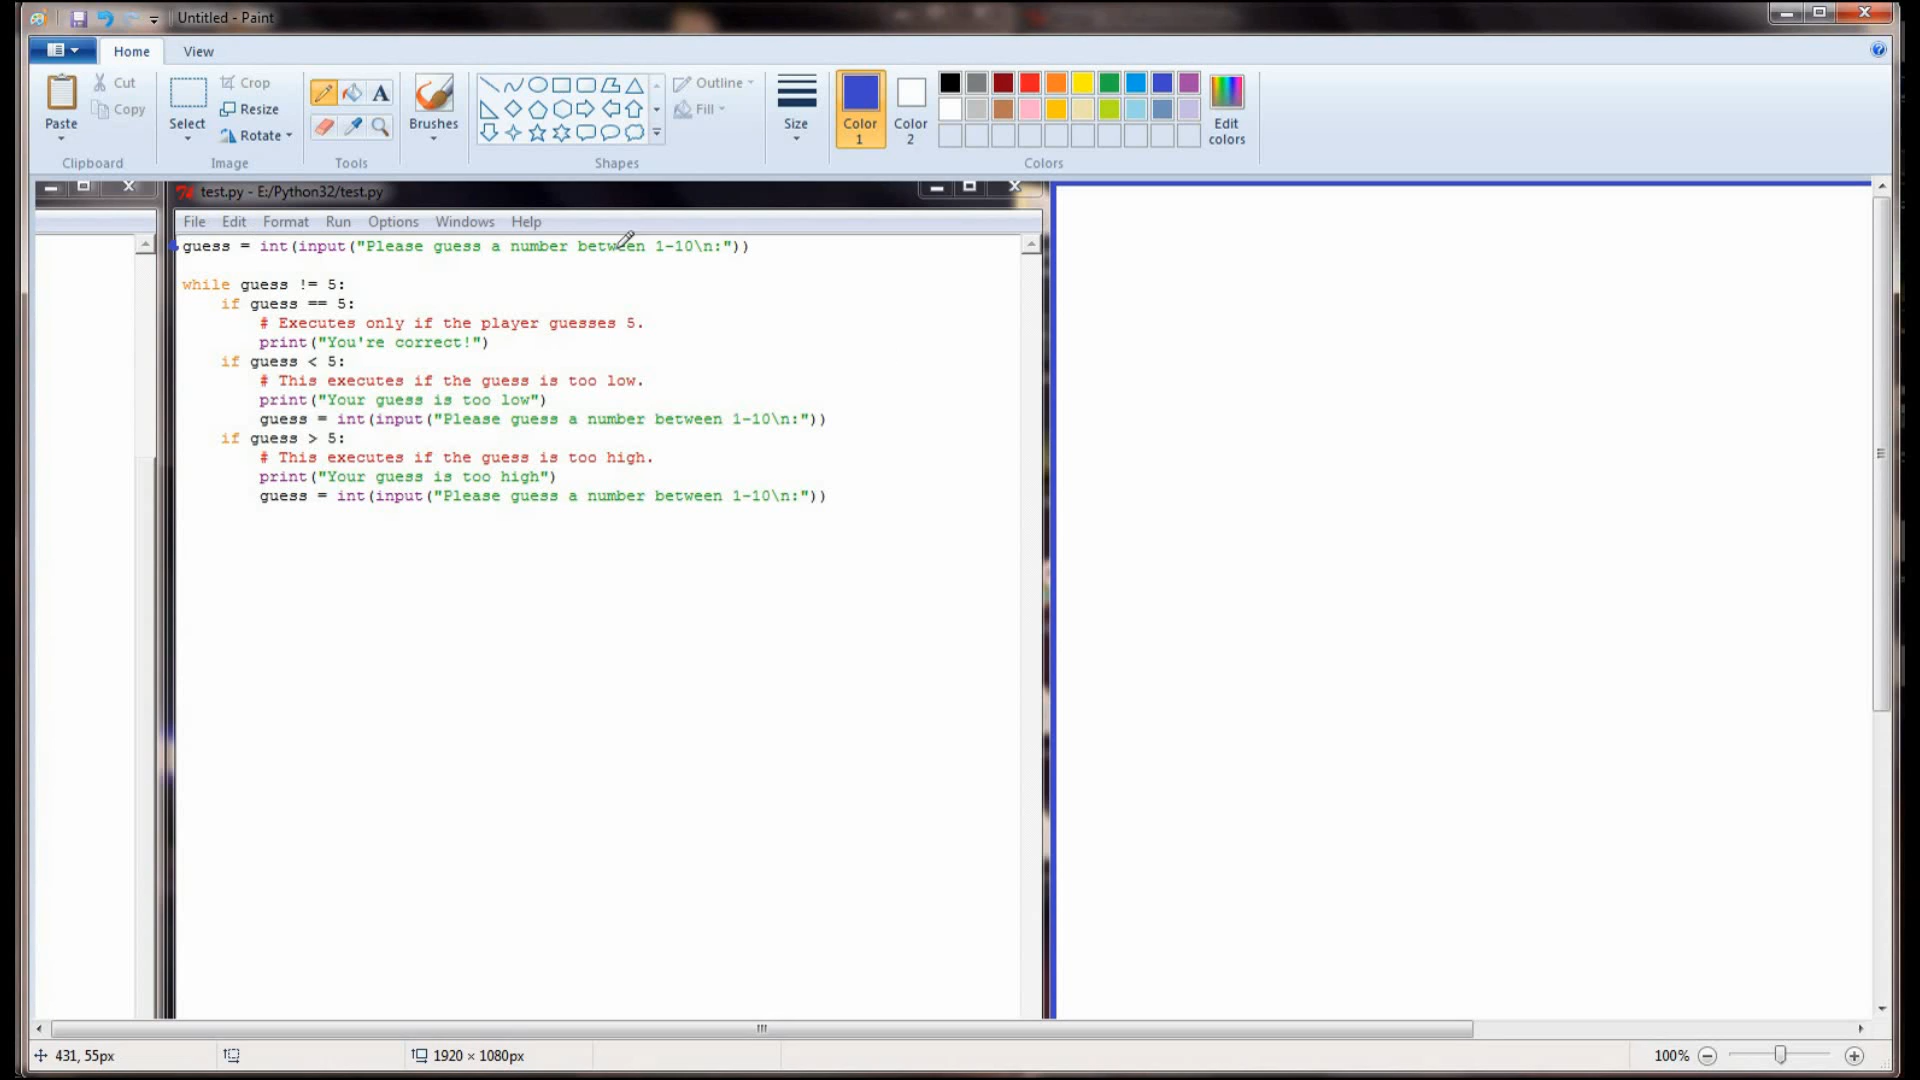 Untitled - Paint
Home View
Paste Cut Copy Select Crop Resize Rotate Brushes Outline Fill Size Color 1 Color 2 Edit colors
Clipboard Image Tools Shapes Colors
test.py - E:/Python32/test.py
File Edit Format Run Options Windows Help
guess = int(input("Please guess a number between 1-10\n:"))
while guess != 5:
    if guess == 5:
        # Executes only if the player guesses 5.
        print("You're correct!")
    if guess < 5:
        # This executes if the guess is too low.
        print("Your guess is too low")
        guess = int(input("Please guess a number between 1-10\n:"))
    if guess > 5:
        # This executes if the guess is too high.
        print("Your guess is too high")
        guess = int(input("Please guess a number between 1-10\n:"))
431, 55px 1920 × 1080px 100%